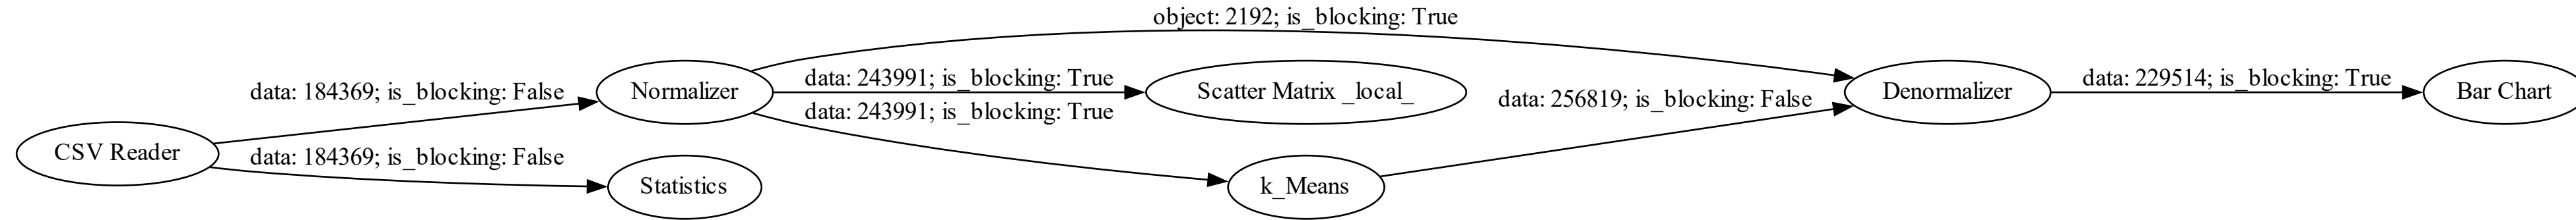 object: 2192; is_blocking: True
data: 184369; is_blocking: False
Normalizer
data: 243991; is_blocking: True
Scatter Matrix _local_
data: 243991; is_blocking: True
data: 256819; is_blocking: False
Denormalizer
data: 229514; is_blocking: True
Bar Chart
CSV Reader
data: 184369; is_blocking: False
Statistics
k_Means